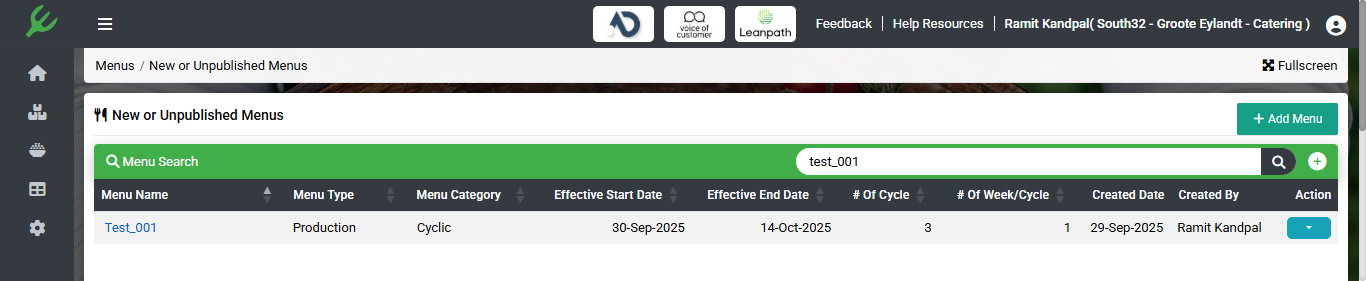 voice of
customer
Leanpath
Feedback
Help Resources
Ramit Kandpal( South32 - Groote Eylandt - Catering )
Menus / New or Unpublished Menus
Fullscreen
New or Unpublished Menus
+ Add Menu
Menu Search
test_001
Menu Name Menu Type Menu Category Effective Start Date Effective End Date # Of Cycle # Of Week/Cycle Created Date Created By Action
Test_001 Production Cyclic 30-Sep-2025 14-Oct-2025 3 1 29-Sep-2025 Ramit Kandpal